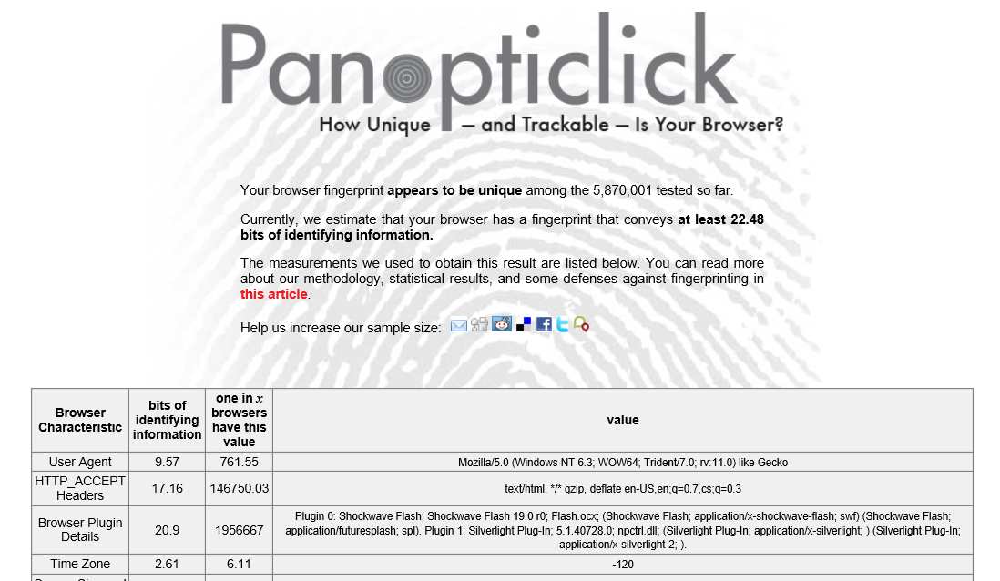 Panopticlick
How Unique — and Trackable — Is Your Browser?
Your browser fingerprint appears to be unique among the 5,870,001 tested so far.
Currently, we estimate that your browser has a fingerprint that conveys at least 22.48
bits of identifying information.
The measurements we used to obtain this result are listed below. You can read more
about our methodology, statistical results, and some defenses against fingerprinting in
this article.
Help us increase our sample size:
Browser
Characteristic
bits of
identifying
information
one in x
browsers
have this
value
value
User Agent
9.57
761.55
Mozilla/5.0 (Windows NT 6.3; WOW64; Trident/7.0; rv:11.0) like Gecko
HTTP_ACCEPT
Headers
17.16
146750.03
text/html, */* gzip, deflate en-US,en;q=0.7,cs;q=0.3
Browser Plugin
Details
20.9
1956667
Plugin 0: Shockwave Flash; Shockwave Flash 19.0 r0; Flash.ocx; (Shockwave Flash; application/x-shockwave-flash; swf) (Shockwave Flash;
application/futuresplash; spl). Plugin 1: Silverlight Plug-In; 5.1.40728.0; npctrl.dll; (Silverlight Plug-In; application/x-silverlight; ) (Silverlight Plug-In;
application/x-silverlight-2; ).
Time Zone
2.61
6.11
-120